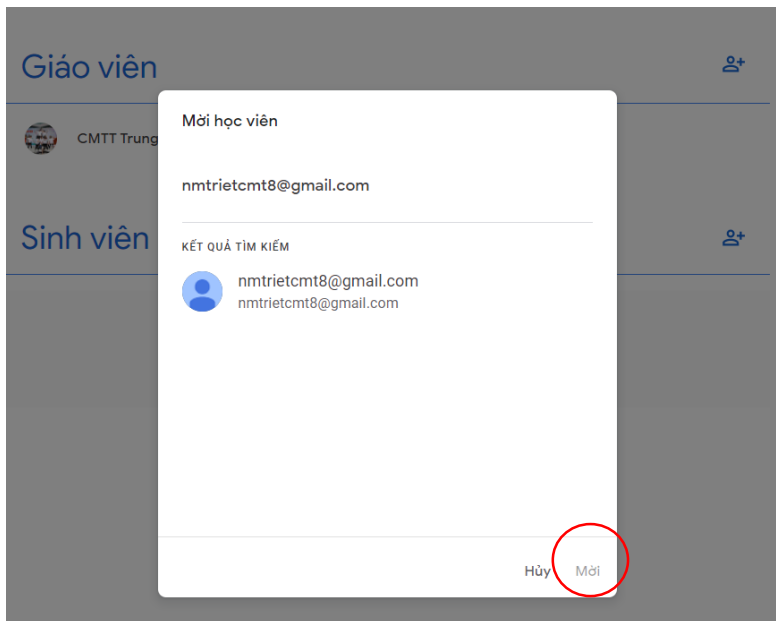 Giáo viên
Mời học viên
CMTT Trung
nmtrietcmt8@gmail.com
Sinh viên
KẾT QUẢ TÌM KIẾM
nmtrietcmt8@gmail.com
nmtrietcmt8@gmail.com
Hủy Mời